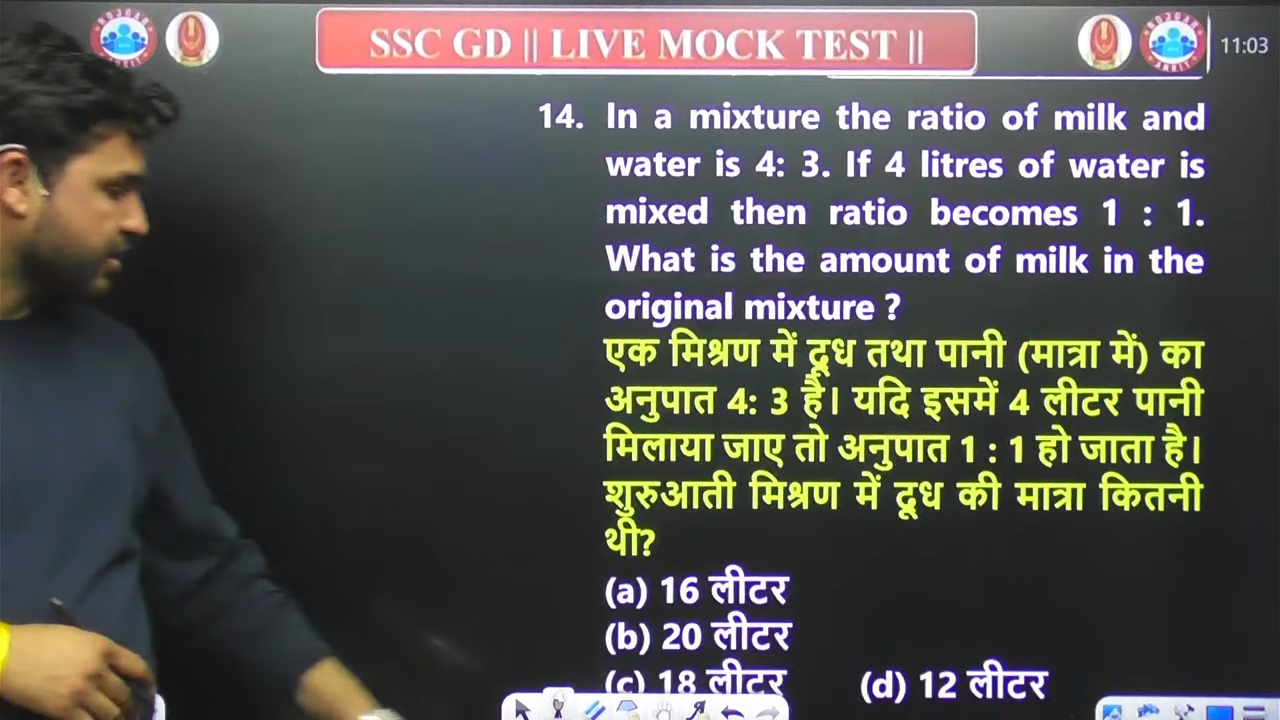 SSC GD || LIVE MOCK TEST ||
11:03
14. In a mixture the ratio of milk and
water is 4: 3. If 4 litres of water is
mixed then ratio becomes 1 : 1.
What is the amount of milk in the
original mixture ?
एक मिश्रण में दूध तथा पानी (मात्रा में) का
अनुपात 4: 3 है। यदि इसमें 4 लीटर पानी
मिलाया जाए तो अनुपात 1 : 1 हो जाता है।
शुरुआती मिश्रण में दूध की मात्रा कितनी
थी?
(a) 16 लीटर
(b) 20 लीटर
(c) 18 लीटर (d) 12 लीटर